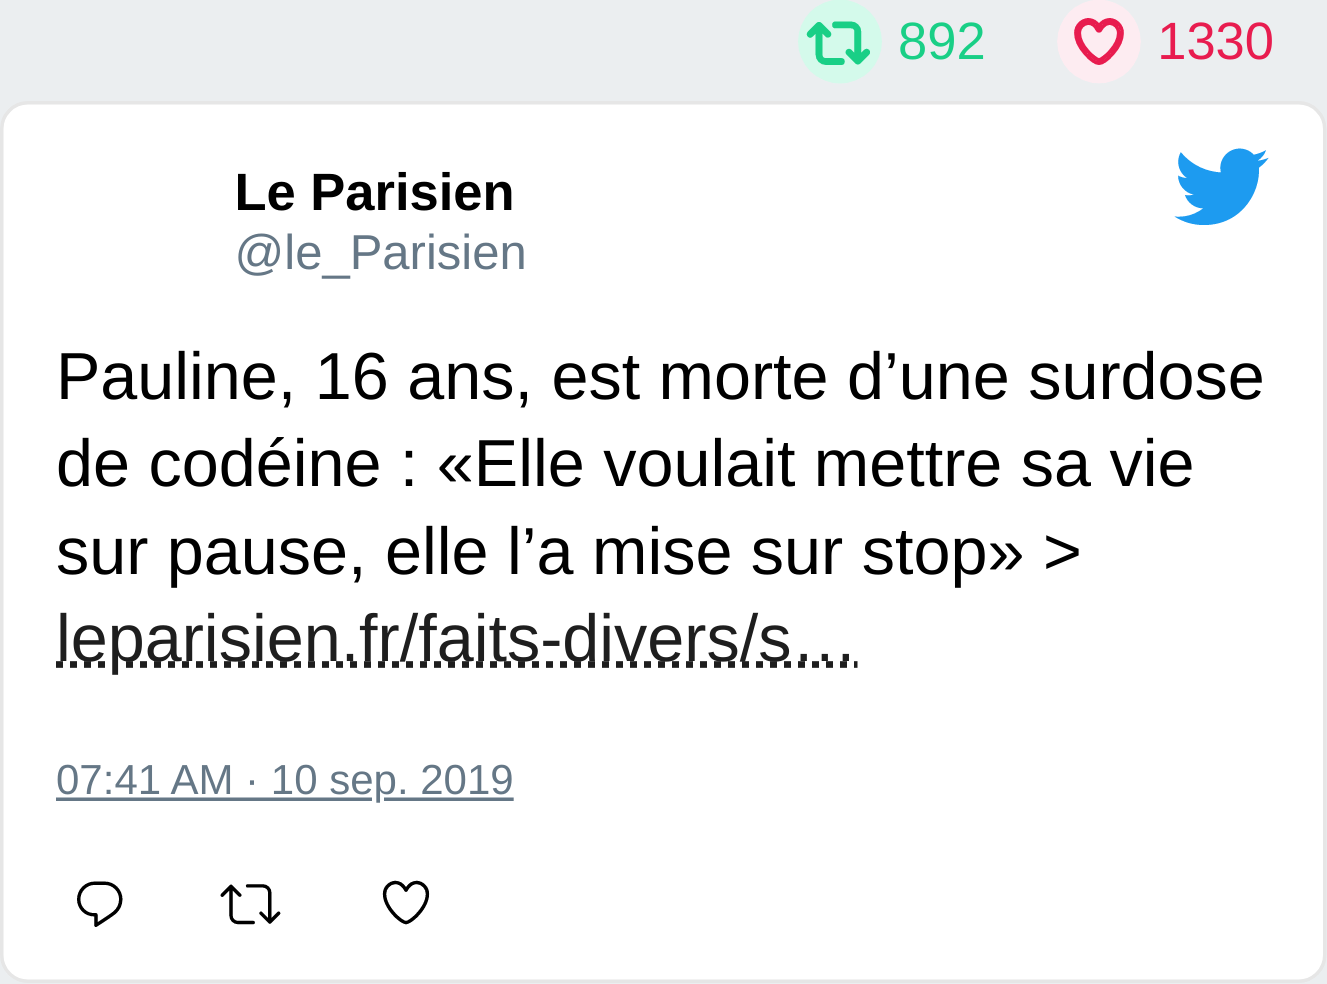 892 1330
Le Parisien
@le_Parisien
Pauline, 16 ans, est morte d’une surdose
de codéine : «Elle voulait mettre sa vie
sur pause, elle l’a mise sur stop» >
leparisien.fr/faits-divers/s…
07:41 AM · 10 sep. 2019